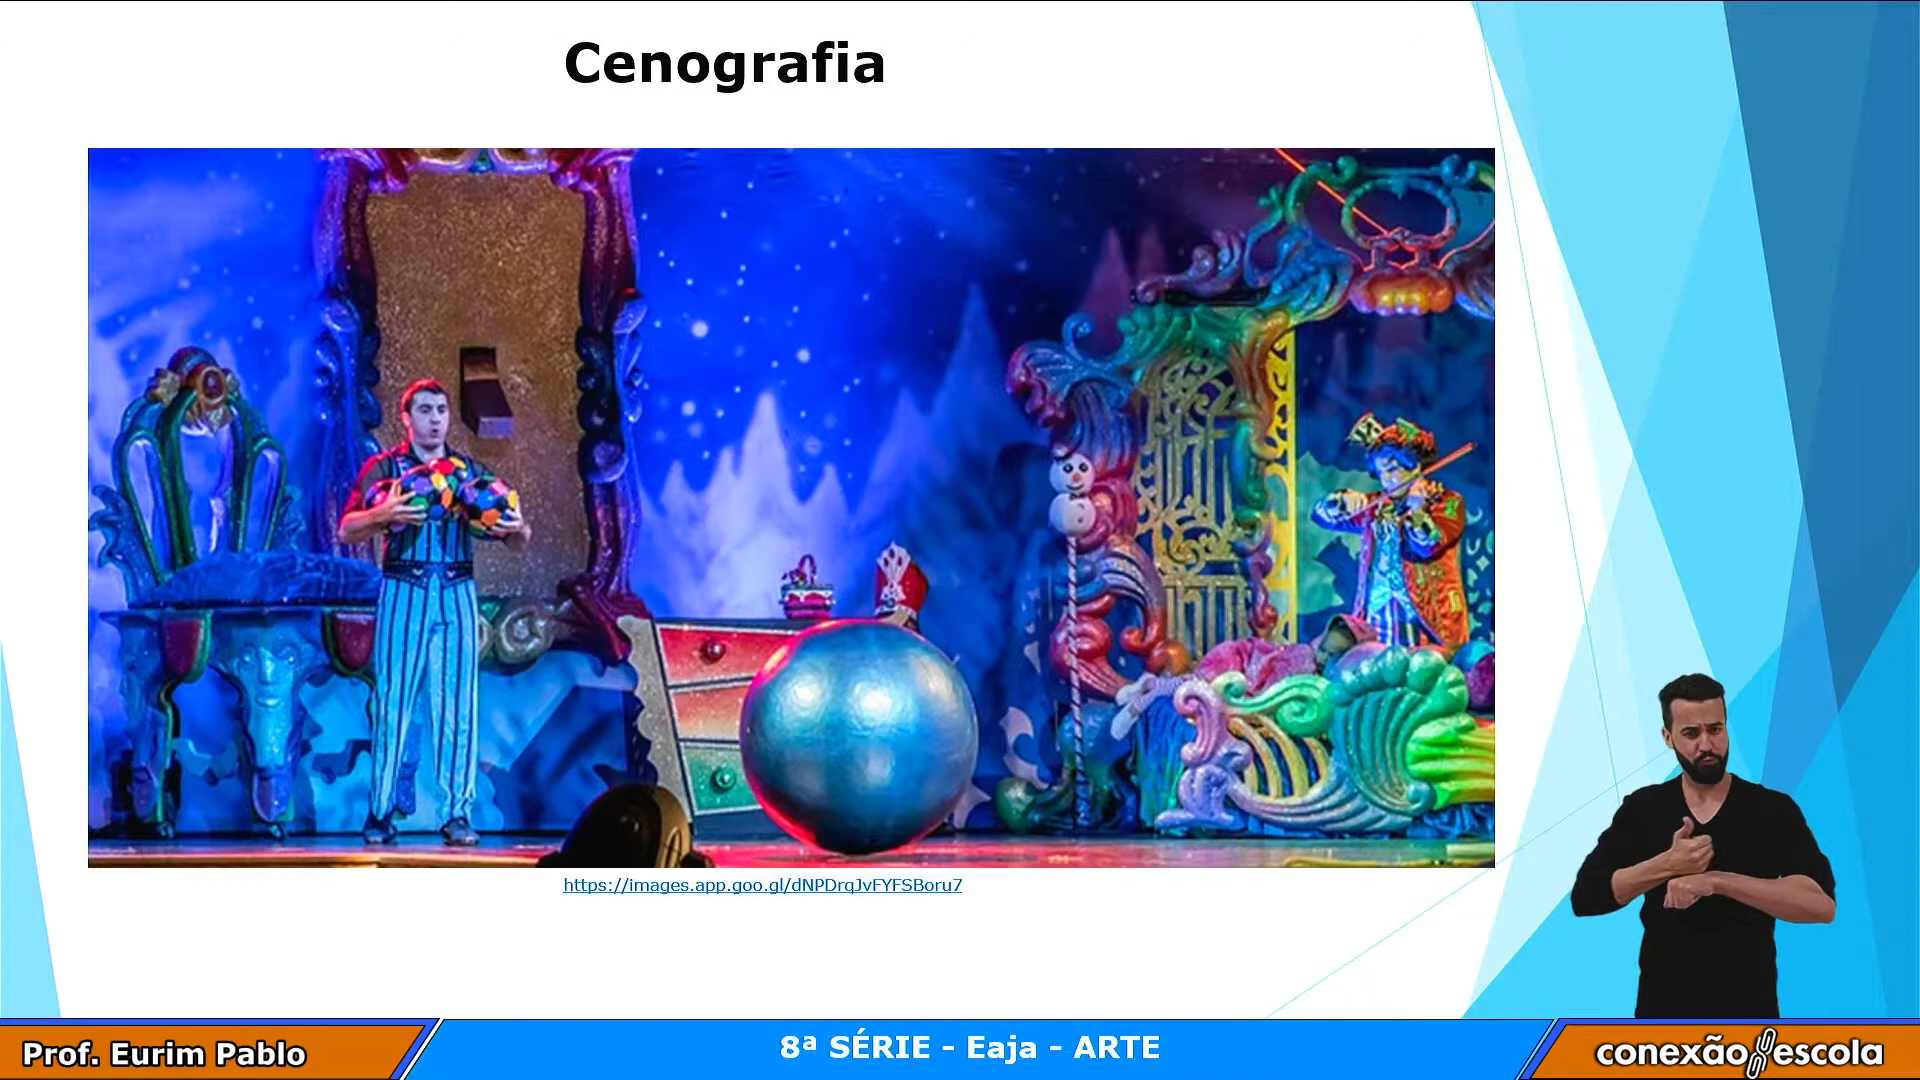 Cenografia
https://images.app.goo.gl/dNPDrqJvFYFSBoru7
Prof. Eurim Pablo
8ª SÉRIE - Eaja - ARTE
conexão escola